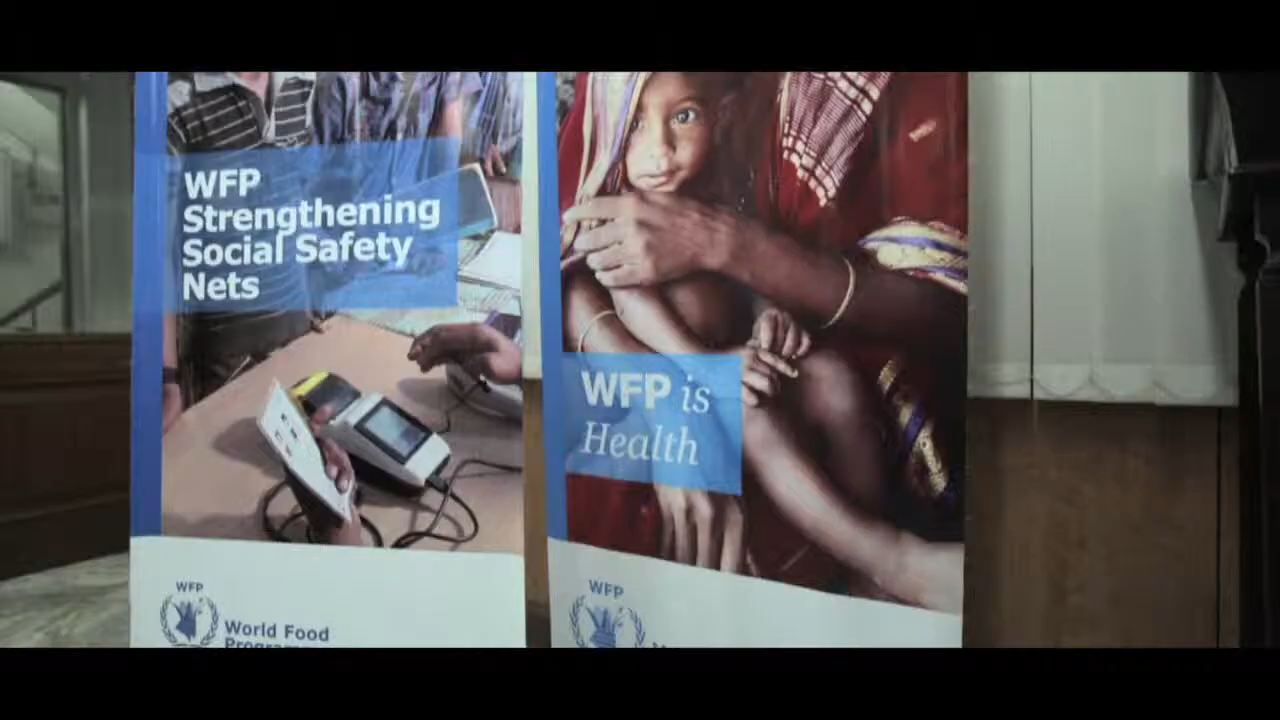 WFP
Strengthening
Social Safety
Nets
WFP
World Food
WFP is
Health
WFP